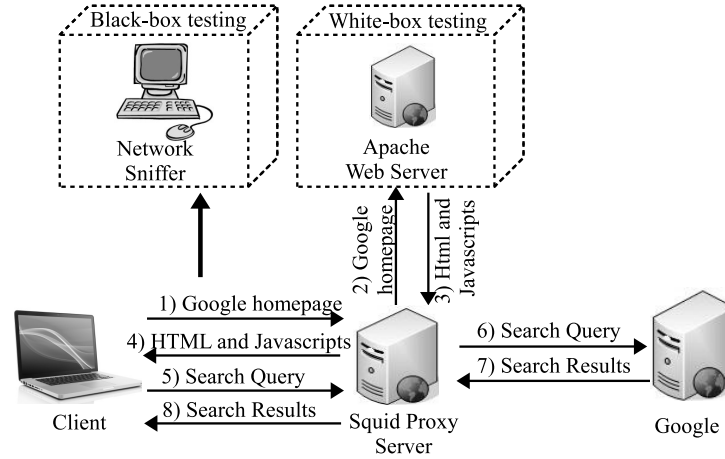 Black-box testing
White-box testing
Network
Sniffer
Apache
Web Server
2) Google
homepage
3) Html and
Javascripts
1) Google homepage
4) HTML and Javascripts
5) Search Query
8) Search Results
6) Search Query
7) Search Results
Client
Squid Proxy
Server
Google